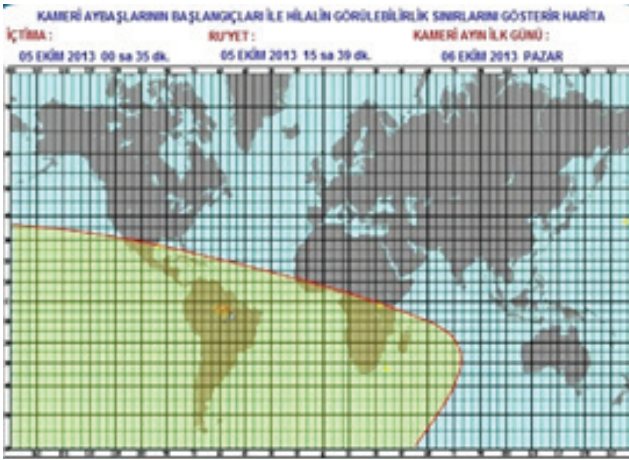 KAMERİ AYBAŞLARININ BAŞLANGIÇLARI İLE HİLALİN GÖRÜLEBİLİRLİK SINIRLARINI GÖSTERİR HARİTA
İÇTİMA : RU'YET : KAMERİ AYIN İLK GÜNÜ :
05 EKİM 2013 00 sa 35 dk. 05 EKİM 2013 15 sa 39 dk. 06 EKİM 2013 PAZAR